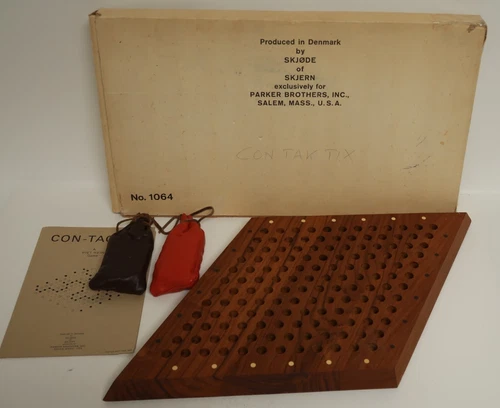 Produced in Denmark
by
SKJØDE
of
SKJERN
exclusively for
PARKER BROTHERS, INC.,
SALEM, MASS., U.S.A.
CON TAK TIX
No. 1064
CON-TAC